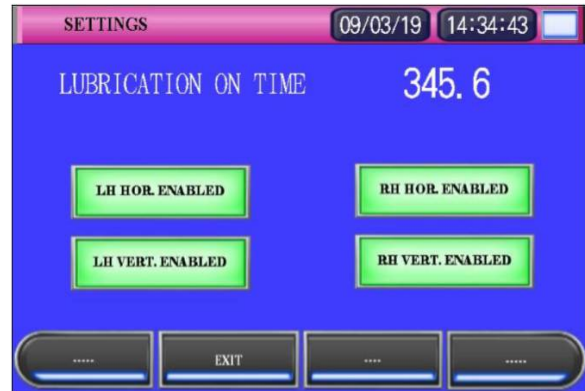 SETTINGS 09/03/19 14:34:43
LUBRICATION ON TIME 345.6
LH HOR. ENABLED RH HOR. ENABLED
LH VERT. ENABLED RH VERT. ENABLED
----- EXIT ---- -----